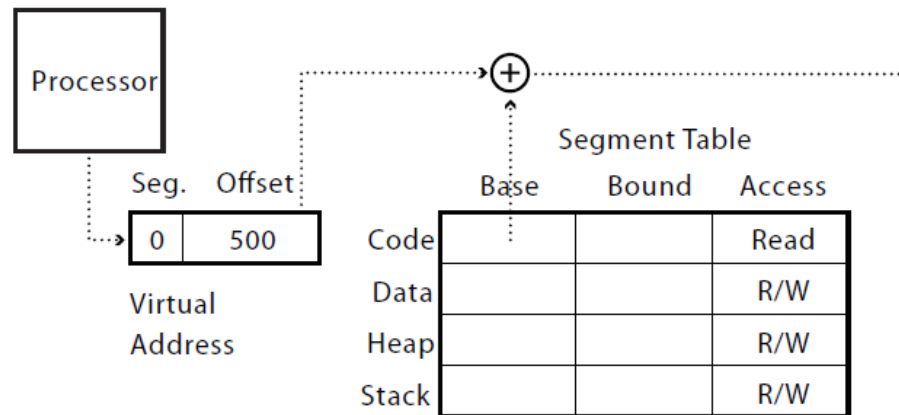 Processor
+
Segment Table
Seg. Offset
Base Bound Access
0 500
Code Read
Data R/W
Virtual
Address
Heap R/W
Stack R/W